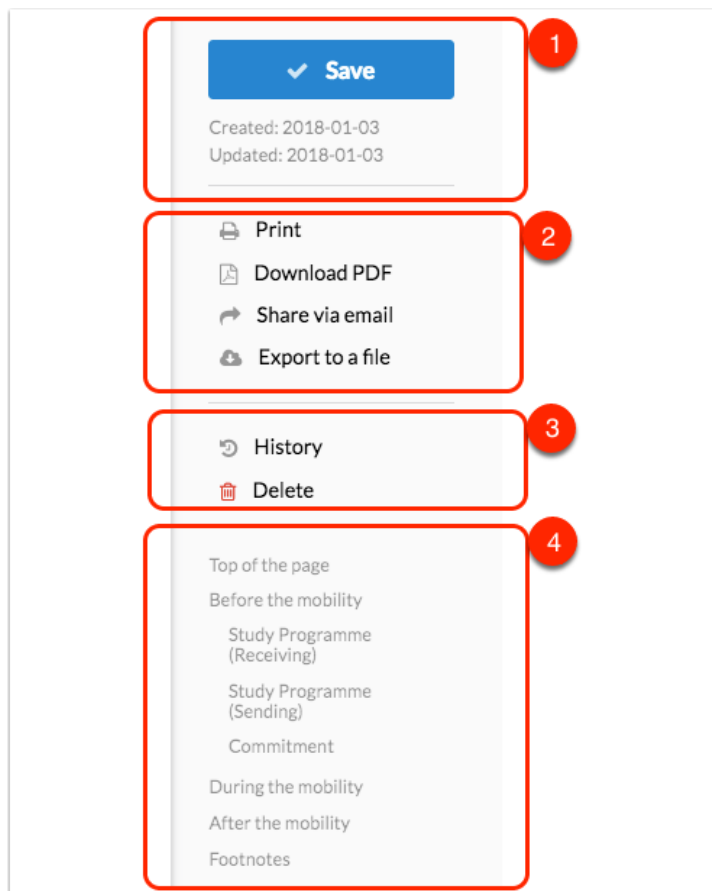 1
Save
Created: 2018-01-03
Updated: 2018-01-03
2
Print
Download PDF
Share via email
Export to a file
3
History
Delete
4
Top of the page
Before the mobility
Study Programme
(Receiving)
Study Programme
(Sending)
Commitment
During the mobility
After the mobility
Footnotes